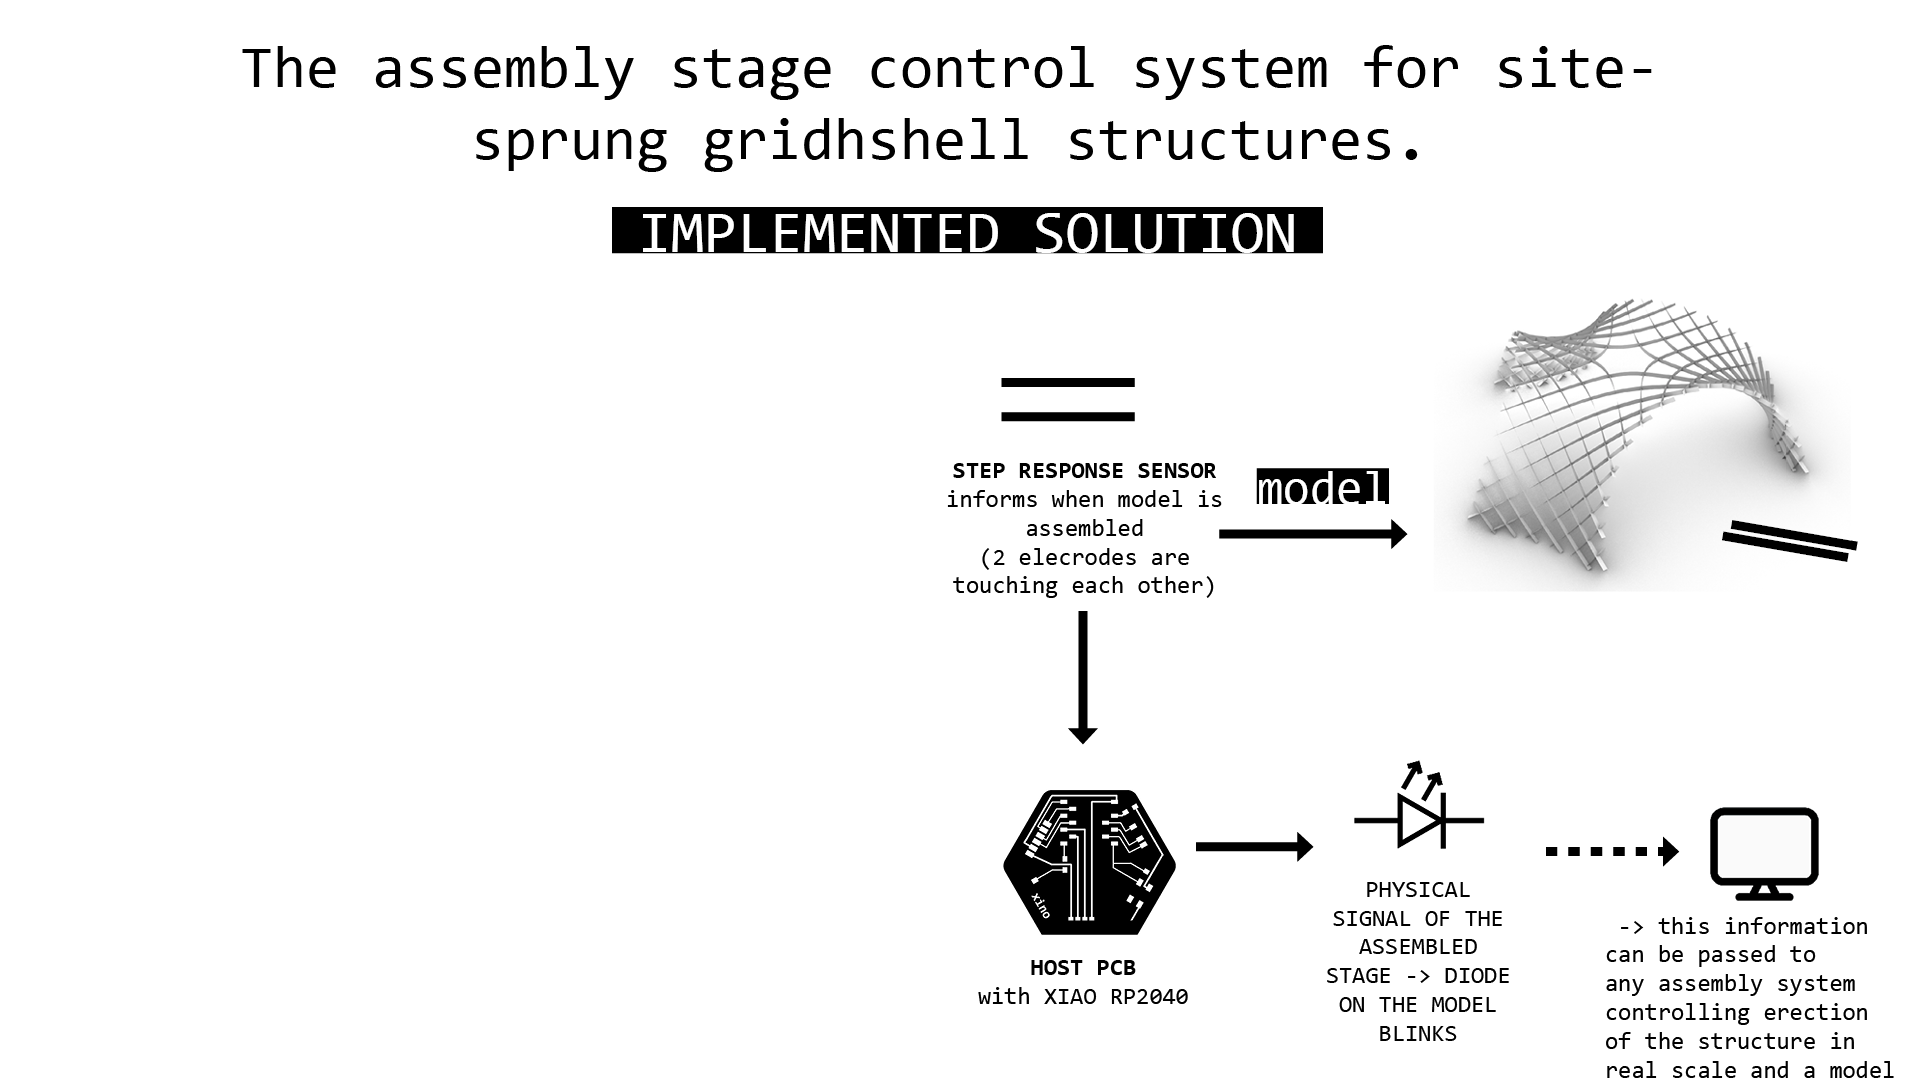 The assembly stage control system for site-
sprung gridhshell structures.
IMPLEMENTED SOLUTION
STEP RESPONSE SENSOR
informs when model is
assembled
(2 elecrodes are
touching each other)
model
xino
HOST PCB
with XIAO RP2040
PHYSICAL
SIGNAL OF THE
ASSEMBLED
STAGE -> DIODE
ON THE MODEL
BLINKS
-> this information
can be passed to
any assembly system
controlling erection
of the structure in
real scale and a model